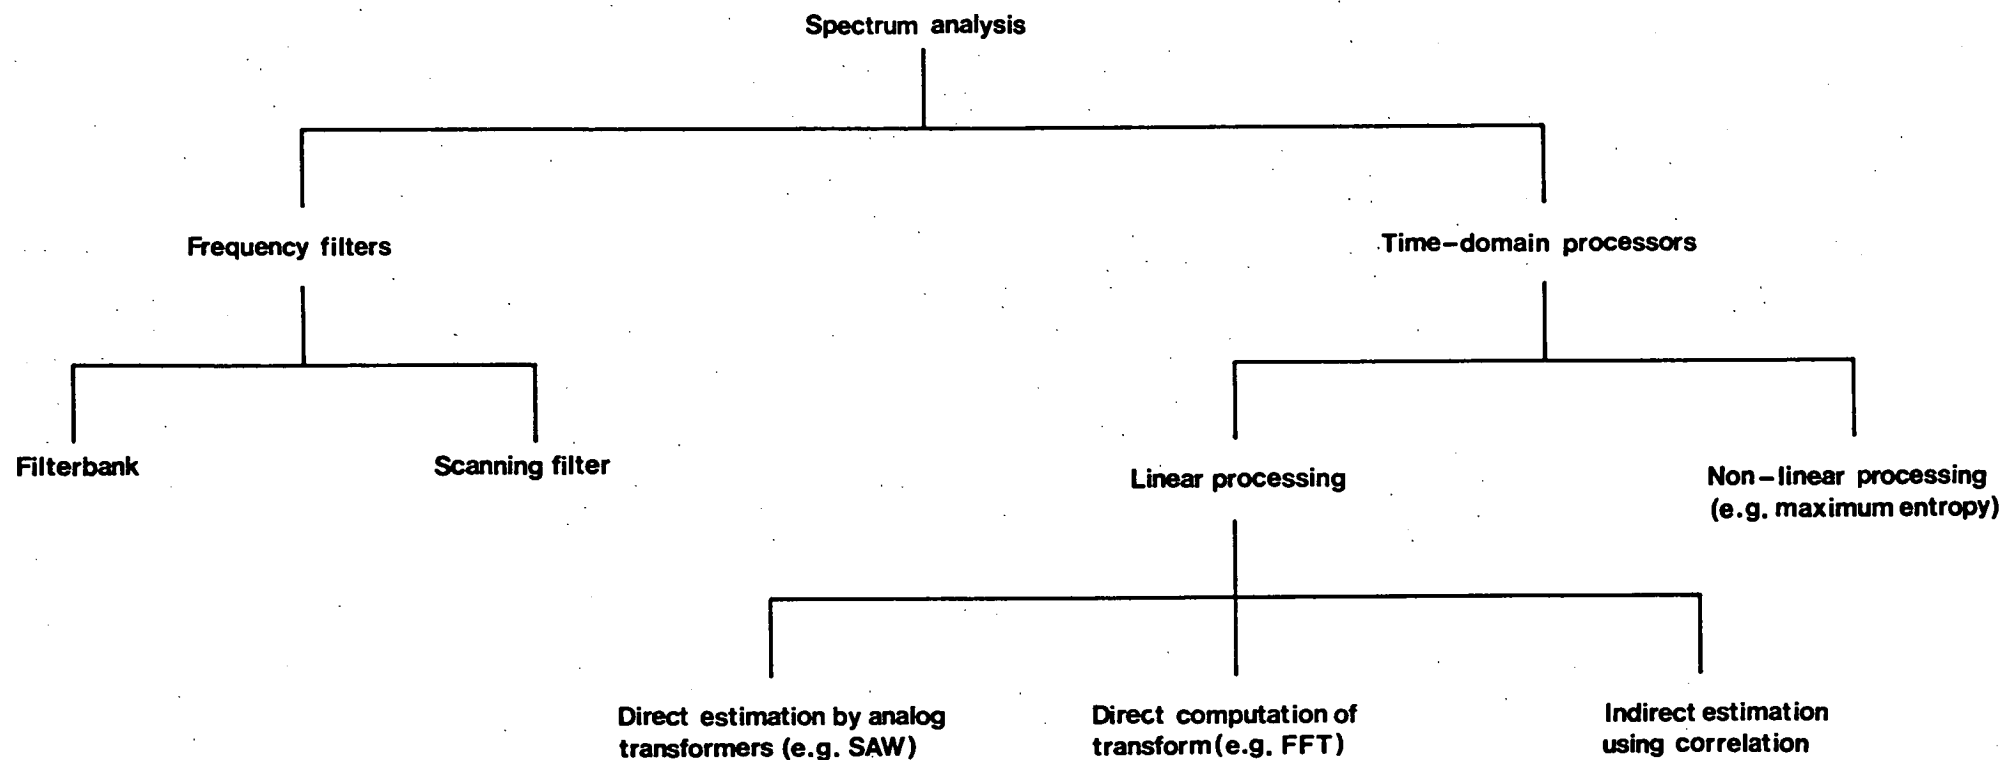 Spectrum analysis
Frequency filters
Time-domain processors
Filterbank
Scanning filter
Linear processing
Non-linear processing
(e.g. maximum entropy)
Direct estimation by analog
transformers (e.g. SAW)
Direct computation of
transform (e.g. FFT)
Indirect estimation
using correlation